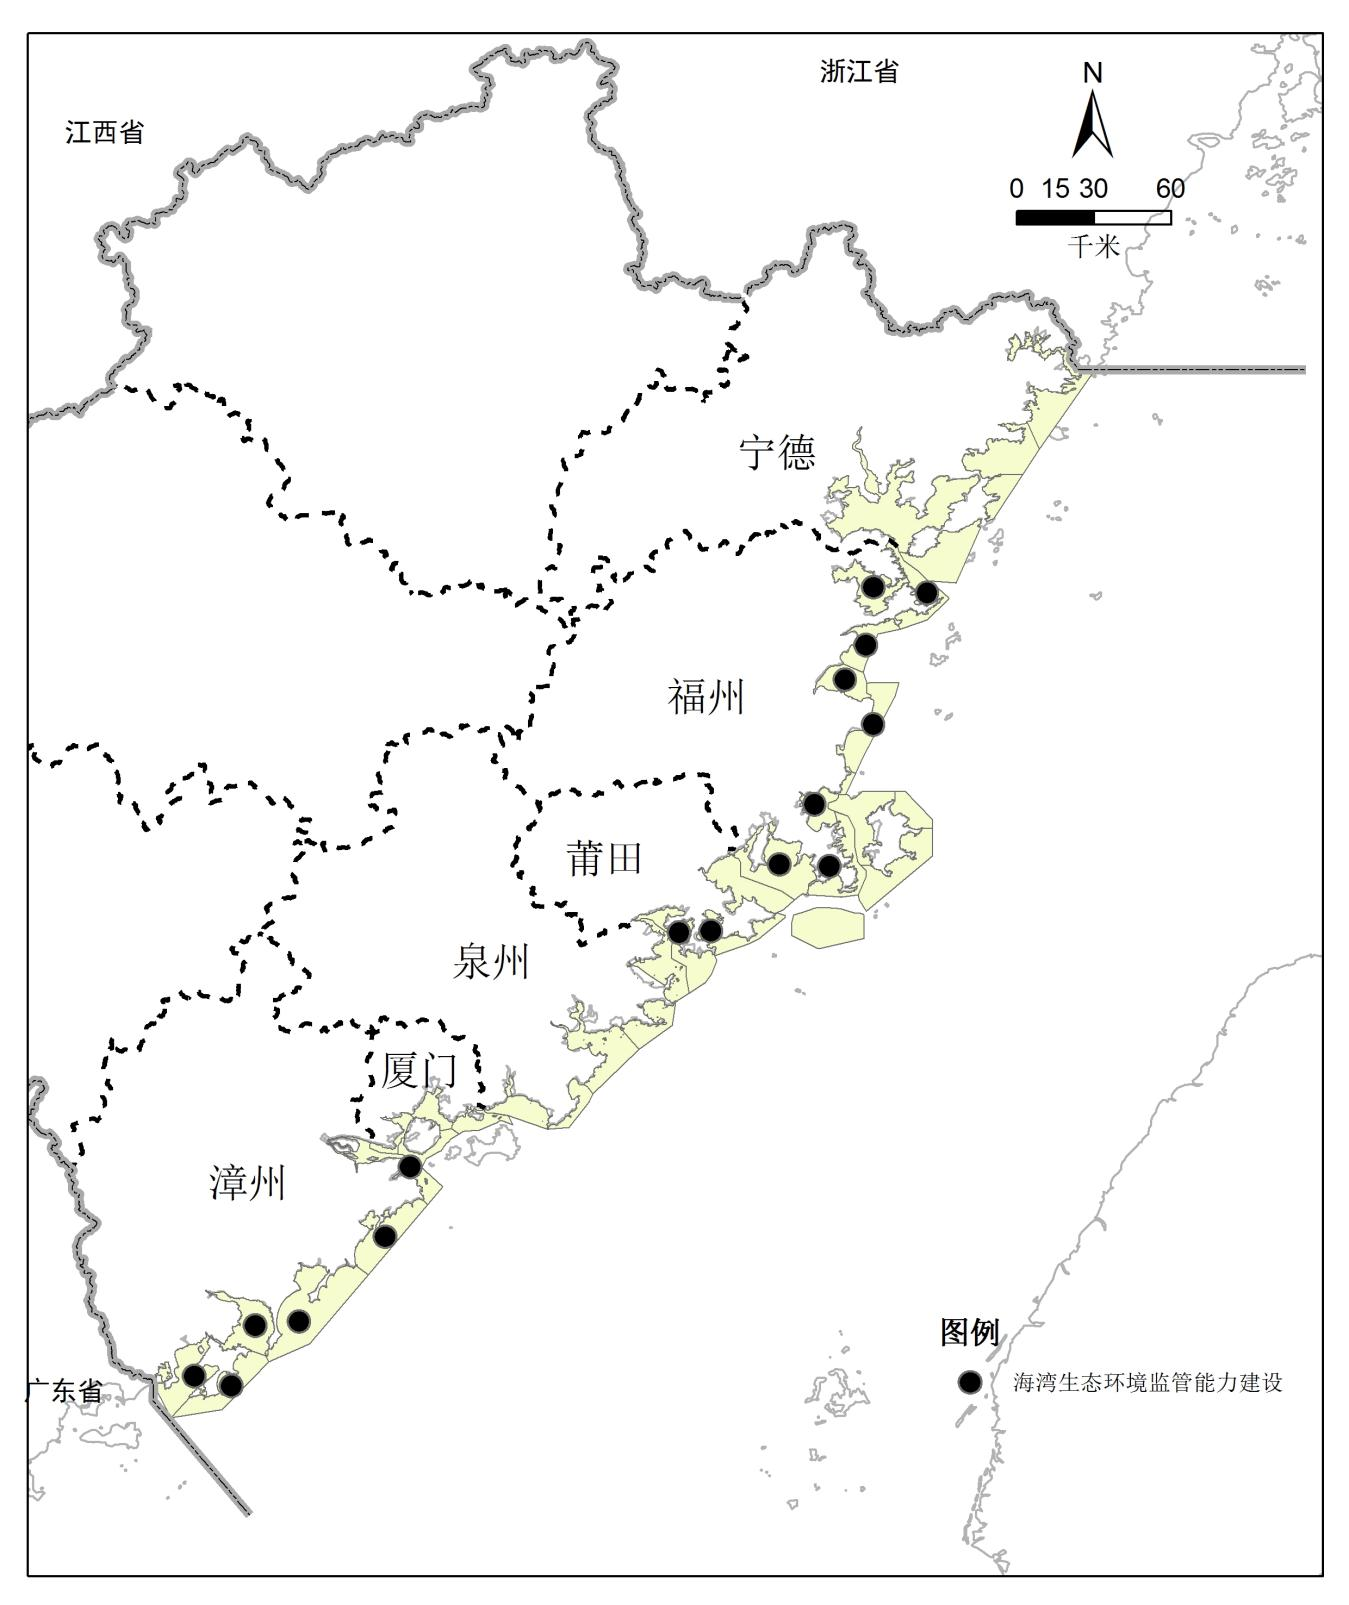 浙江省
江西省
N
0 15 30 60
千米
宁德
福州
莆田
泉州
厦门
漳州
广东省
图例
海湾生态环境监管能力建设